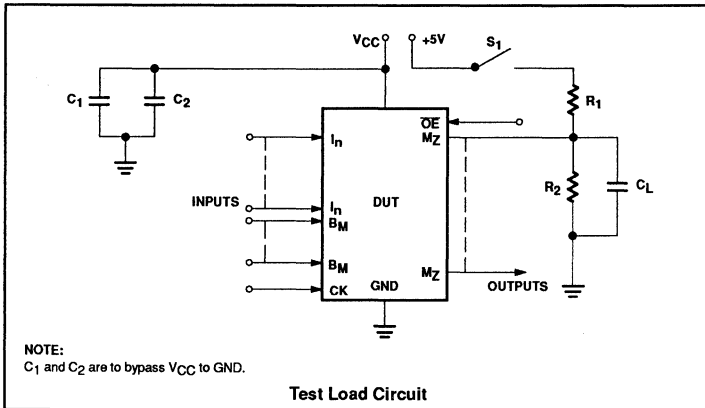 VCC
+5V
S1
C1
C2
R1
OE
In
MZ
R2
CL
INPUTS
DUT
In
BM
BM
MZ
GND
OUTPUTS
CK
NOTE:
C1 and C2 are to bypass VCC to GND.
Test Load Circuit